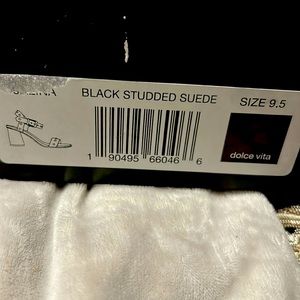 BLACK STUDDED SUEDE
SIZE 9.5
1 90495 66046 6
dolce vita